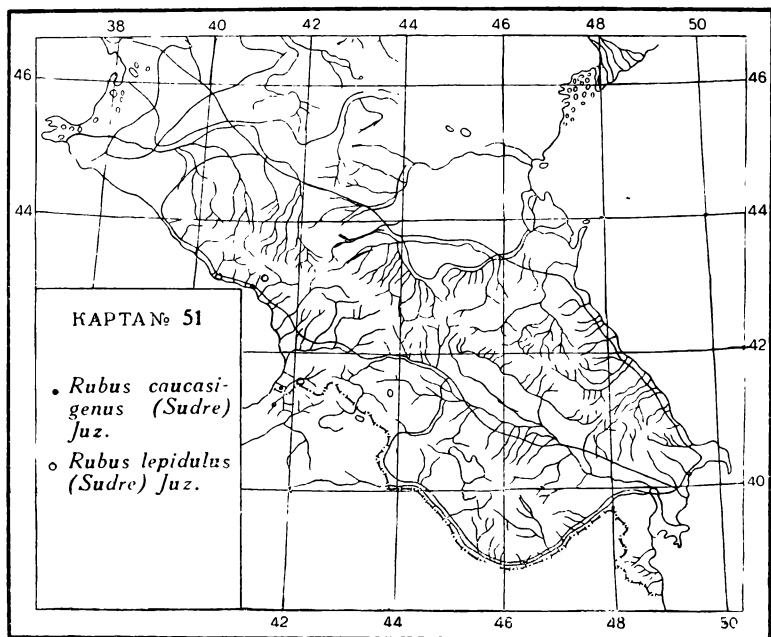 38 40 42 44 46 48 50
46 46
44 44
КАРТА № 51
42
• Rubus caucasi-
genus (Sudre)
Juz.
○ Rubus lepidulus
(Sudre) Juz.
40
42 44 46 48 50